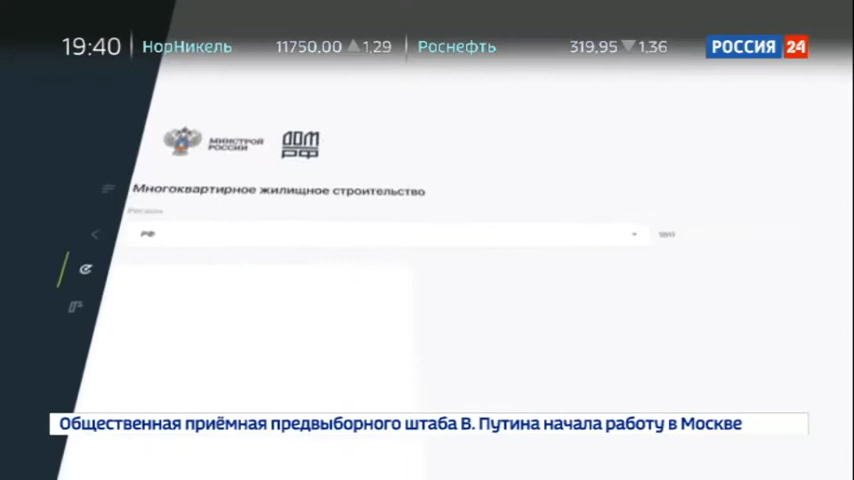 19:40 НорНикель 11750,00 ▲ 1,29 Роснефть 319,95 ▼ 1,36 РОССИЯ 24
МИНСТРОЙ РОССИИ
ДОМ РФ
Многоквартирное жилищное строительство
Регион
РФ
Общественная приёмная предвыборного штаба В. Путина начала работу в Москве